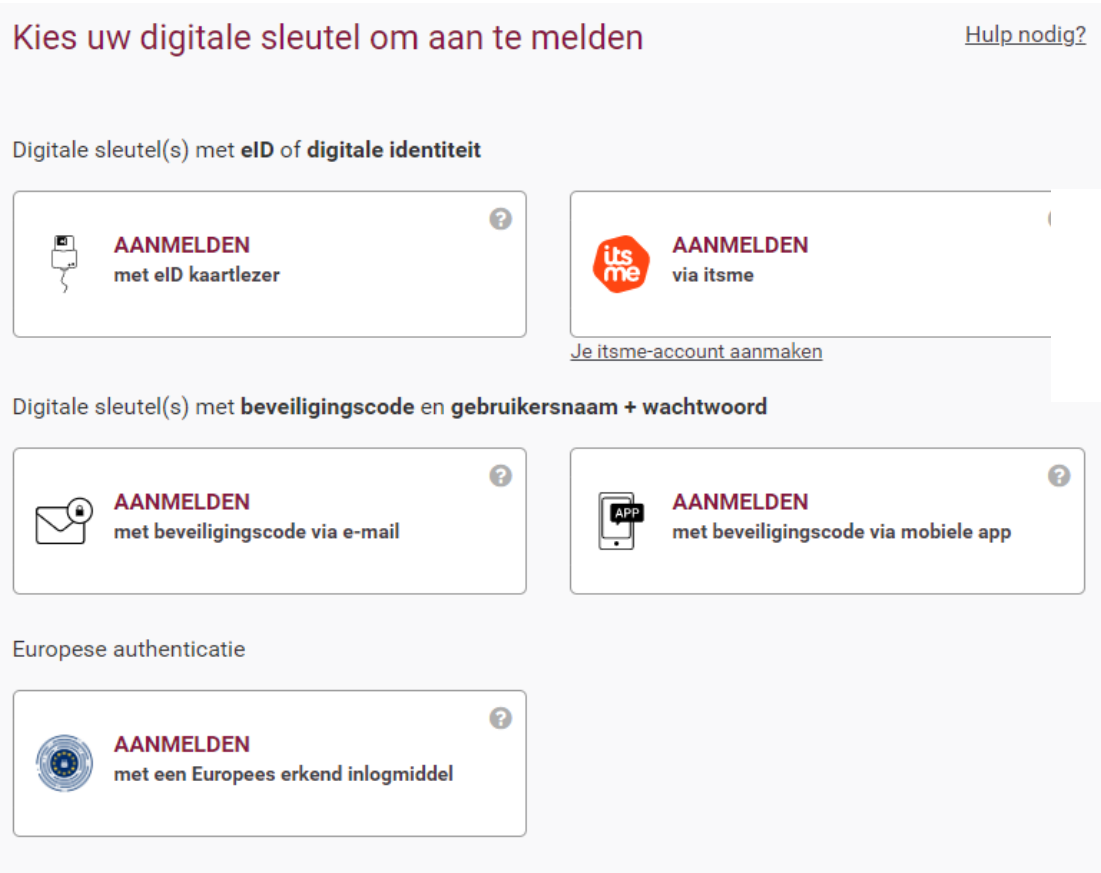 Kies uw digitale sleutel om aan te melden
Hulp nodig?
Digitale sleutel(s) met eID of digitale identiteit
AANMELDEN
met eID kaartlezer
?
its
me
AANMELDEN
via itsme
Je itsme-account aanmaken
Digitale sleutel(s) met beveiligingscode en gebruikersnaam + wachtwoord
AANMELDEN
met beveiligingscode via e-mail
?
APP
AANMELDEN
met beveiligingscode via mobiele app
?
Europese authenticatie
AANMELDEN
met een Europees erkend inlogmiddel
?